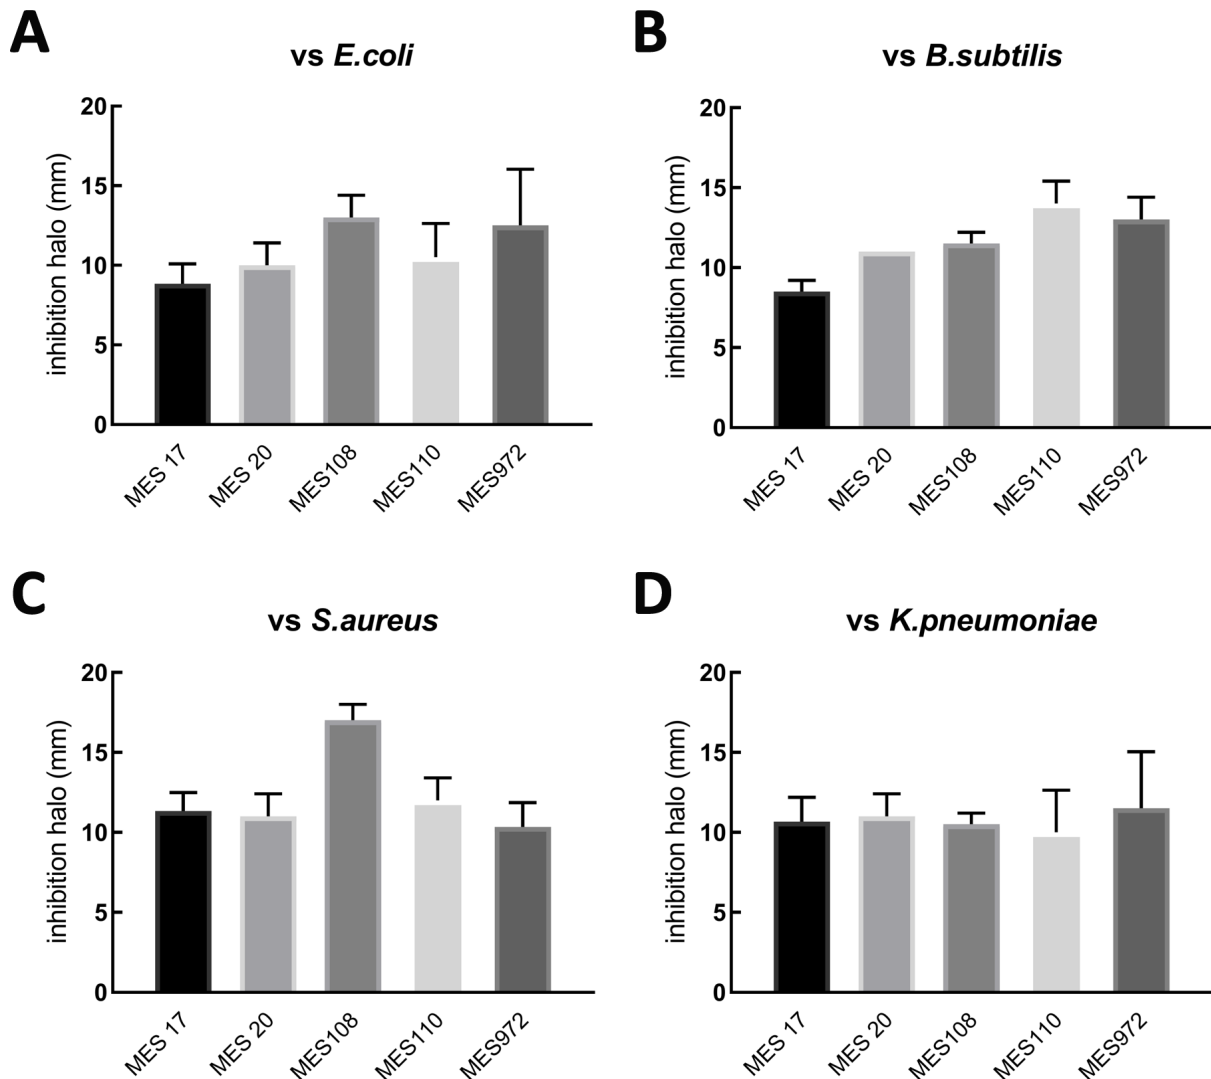 A
vs E.coli
inhibition halo (mm)
20
15
10
5
0
MES 17
MES 20
MES108
MES110
MES972
B
vs B.subtilis
inhibition halo (mm)
20
15
10
5
0
MES 17
MES 20
MES108
MES110
MES972
C
vs S.aureus
inhibition halo (mm)
20
15
10
5
0
MES 17
MES 20
MES108
MES110
MES972
D
vs K.pneumoniae
inhibition halo (mm)
20
15
10
5
0
MES 17
MES 20
MES108
MES110
MES972